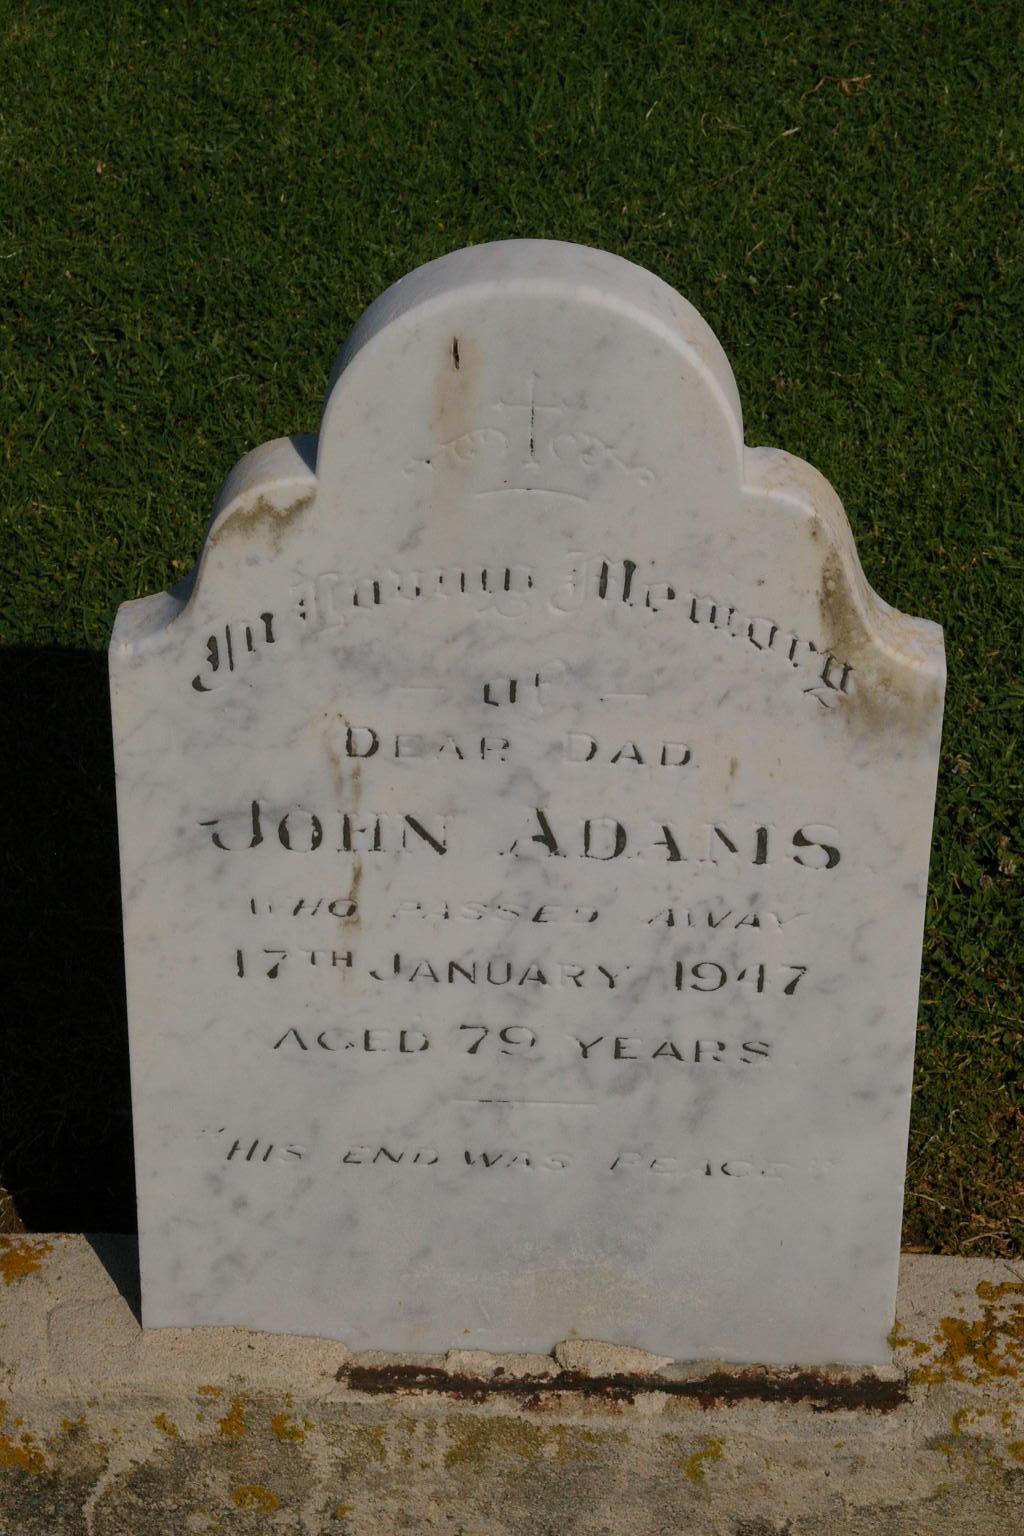 In Loving Memory
of
DEAR DAD
JOHN ADAMS
WHO PASSED AWAY
17TH JANUARY 1947
AGED 79 YEARS
"HIS END WAS PEACE"